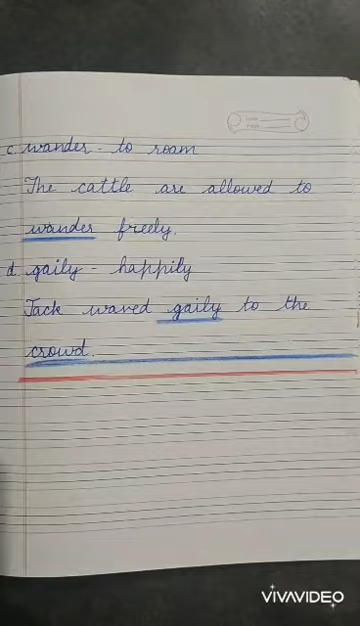 c. wander - to roam
The cattle are allowed to
wander freely.
d. gaily - happily
Jack waved gaily to the
crowd.
VIVAVIDEO